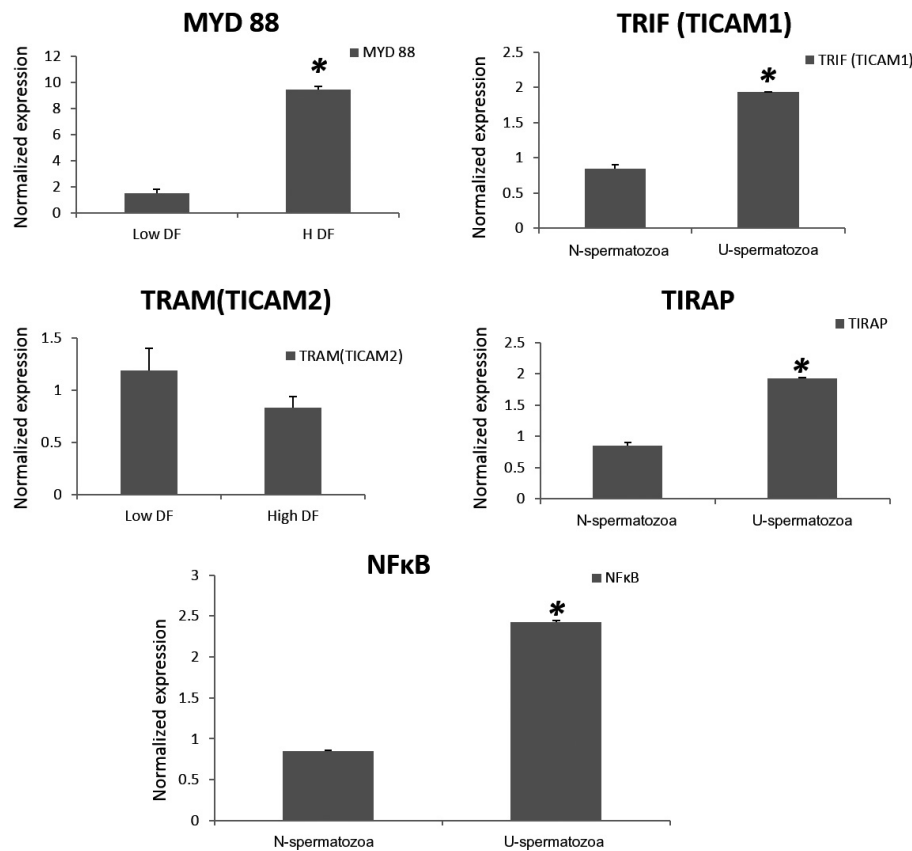 MYD 88
MYD 88
Normalized expression
12
10
8
6
4
2
0
*
Low DF
H DF
TRIF (TICAM1)
TRIF (TICAM1)
Normalized expression
2.5
2
1.5
1
0.5
0
*
N-spermatozoa
U-spermatozoa
TRAM(TICAM2)
TRAM(TICAM2)
Normalized expression
1.5
1
0.5
0
Low DF
High DF
TIRAP
TIRAP
Normalized expression
2.5
2
1.5
1
0.5
0
*
N-spermatozoa
U-spermatozoa
NFκB
NFκB
Normalized expression
3
2.5
2
1.5
1
0.5
0
*
N-spermatozoa
U-spermatozoa